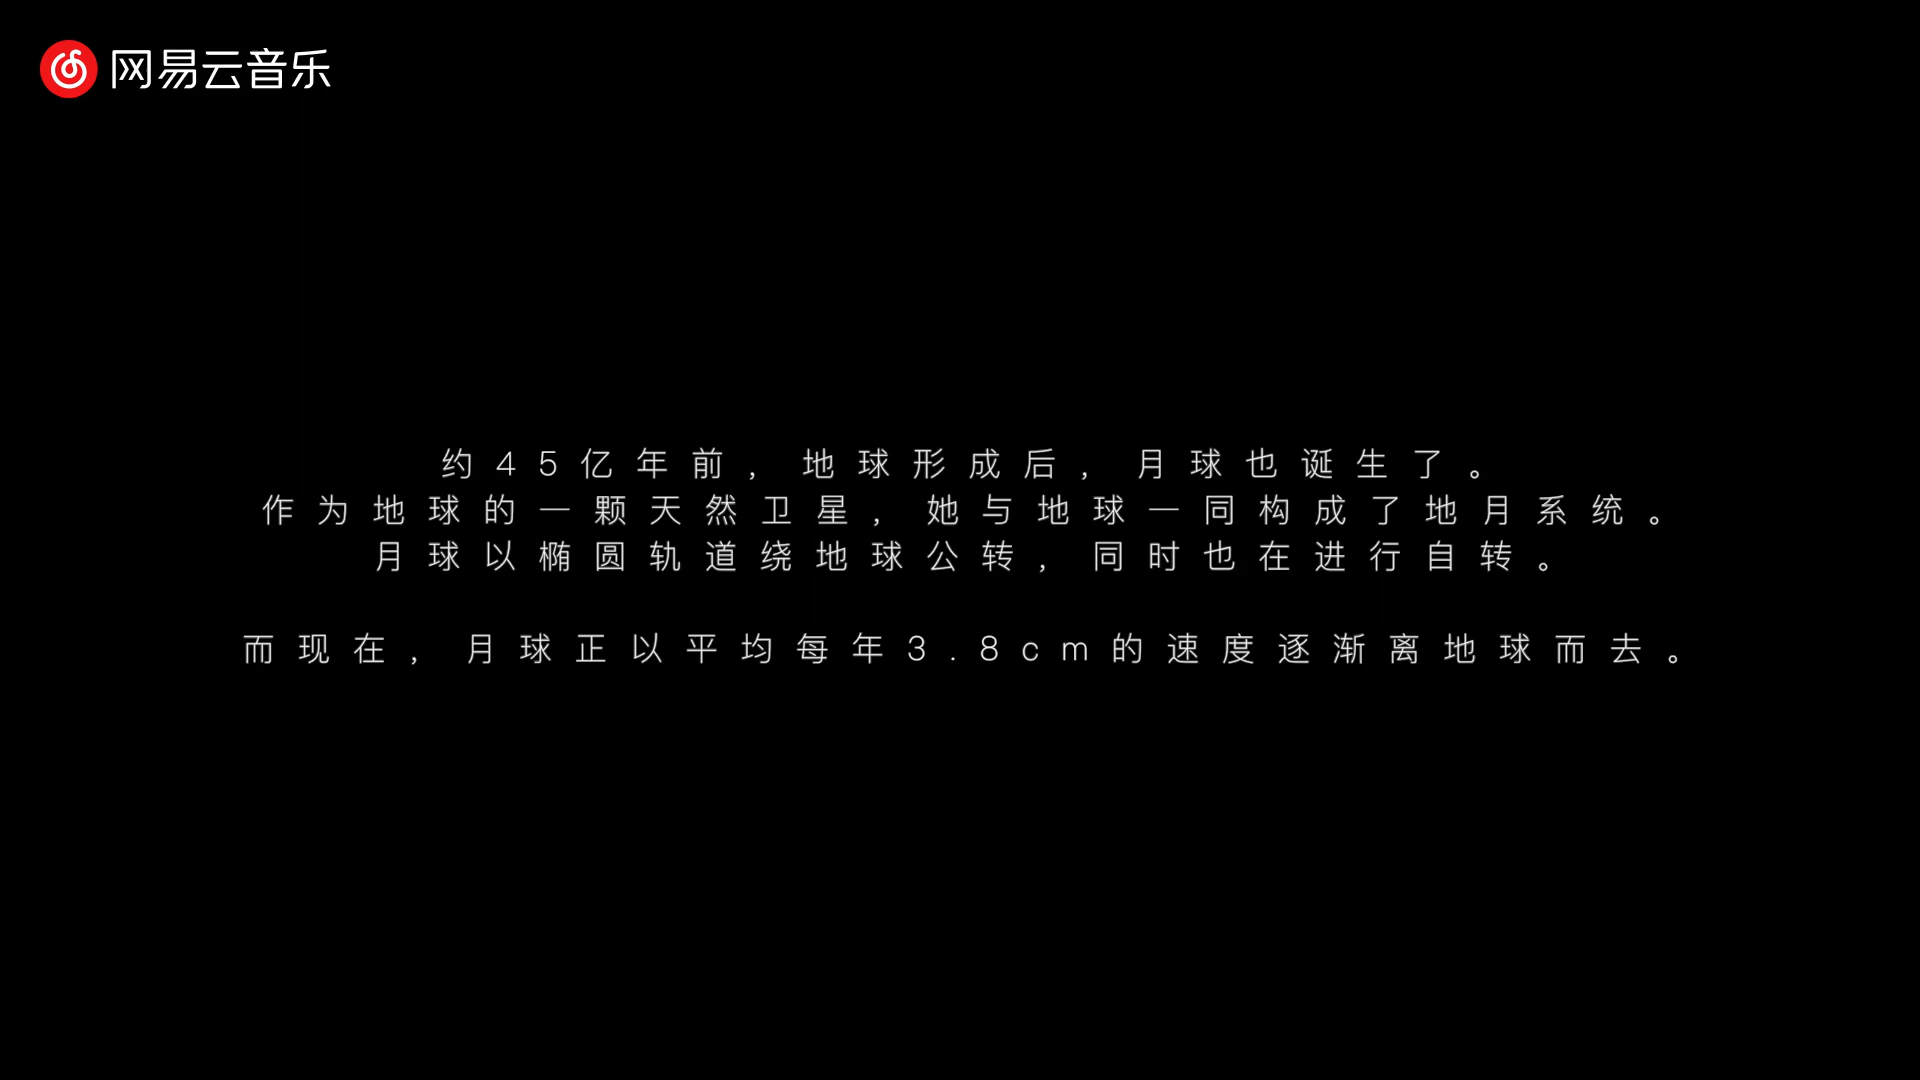 网易云音乐
约45亿年前，地球形成后，月球也诞生了。
作为地球的一颗天然卫星，她与地球一同构成了地月系统。
月球以椭圆轨道绕地球公转，同时也在进行自转。
而现在，月球正以平均每年3.8cm的速度逐渐离地球而去。